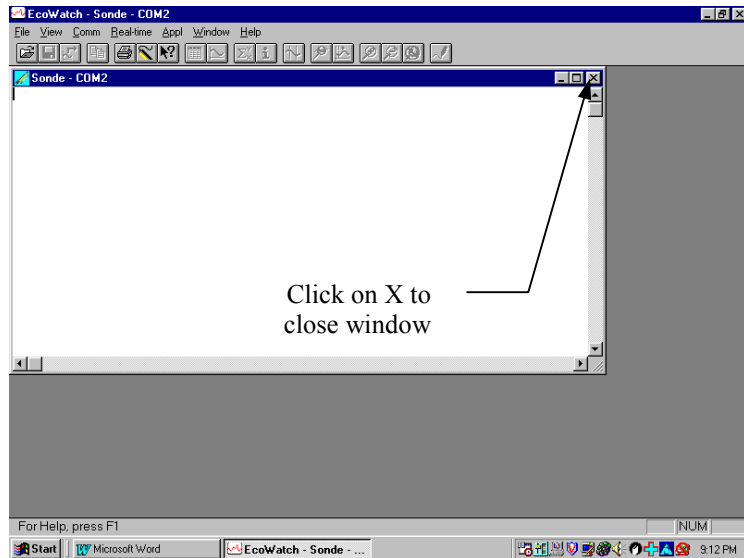 EcoWatch - Sonde - COM2
File View Comm Real-time Appl Window Help
Sonde - COM2
Click on X to
close window
For Help, press F1
NUM
Start Microsoft Word EcoWatch - Sonde - ... 9:12 PM